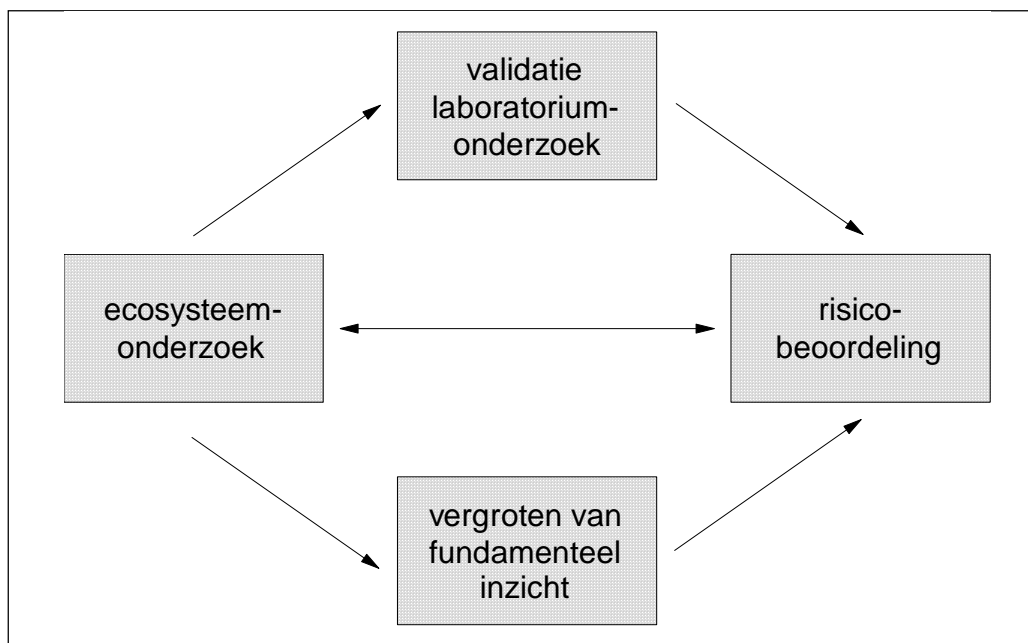 validatie
laboratorium-
onderzoek
ecosysteem-
onderzoek
risico-
beoordeling
vergroten van
fundamenteel
inzicht